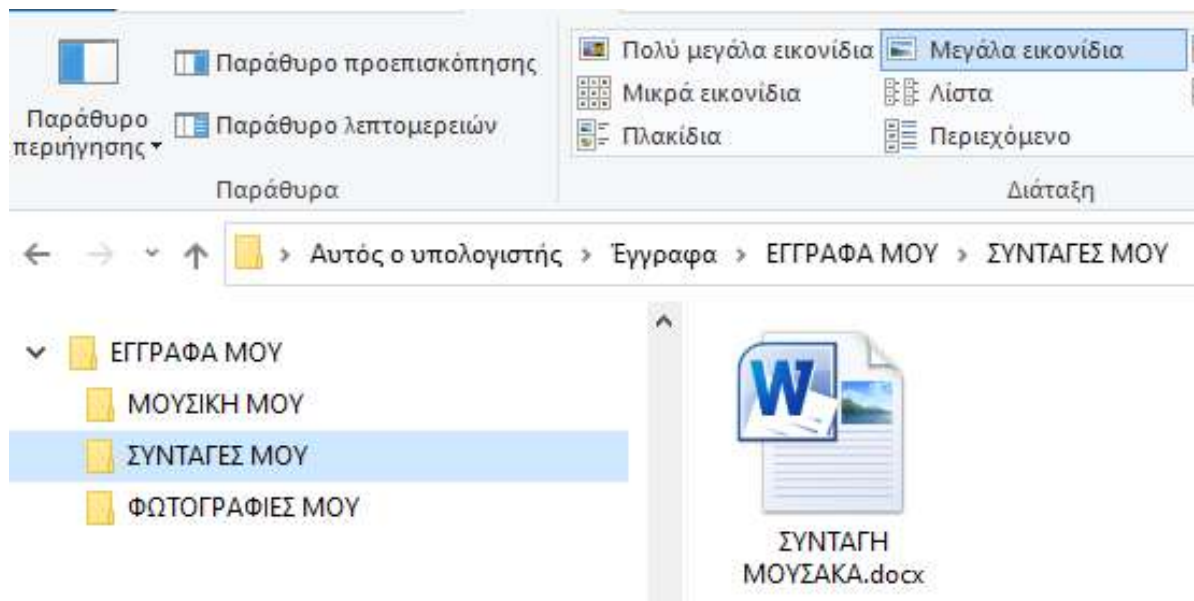 Παράθυρο περιήγησης
Παράθυρο προεπισκόπησης
Παράθυρο λεπτομερειών
Παράθυρα
Πολύ μεγάλα εικονίδια
Μεγάλα εικονίδια
Μικρά εικονίδια
Λίστα
Πλακίδια
Περιεχόμενο
Διάταξη
Αυτός ο υπολογιστής > Έγγραφα > ΕΓΓΡΑΦΑ ΜΟΥ > ΣΥΝΤΑΓΕΣ ΜΟΥ
ΕΓΓΡΑΦΑ ΜΟΥ
ΜΟΥΣΙΚΗ ΜΟΥ
ΣΥΝΤΑΓΕΣ ΜΟΥ
ΦΩΤΟΓΡΑΦΙΕΣ ΜΟΥ
W
ΣΥΝΤΑΓΗ
ΜΟΥΣΑΚΑ.docx